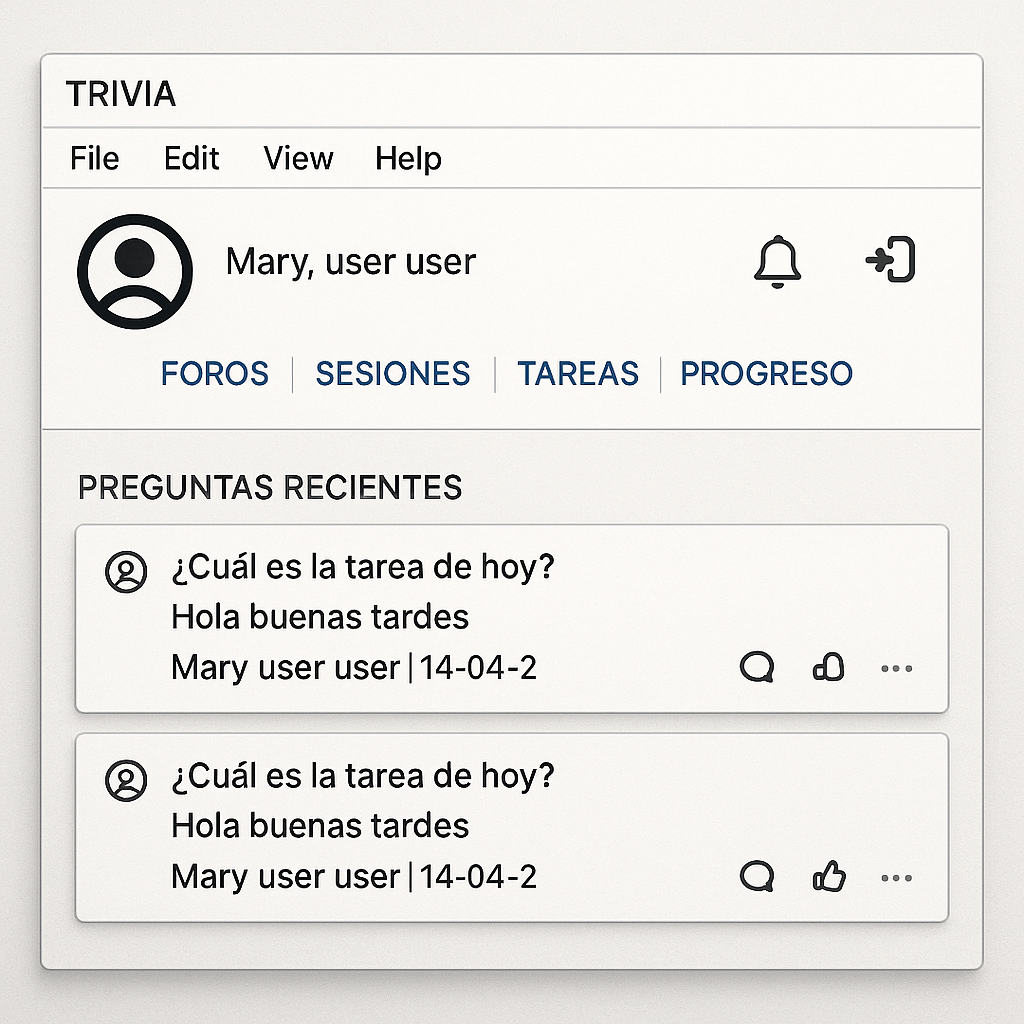 TRIVIA
File Edit View Help
Mary, user user
FOROS | SESIONES | TAREAS | PROGRESO
PREGUNTAS RECIENTES
¿Cuál es la tarea de hoy?
Hola buenas tardes
Mary user user | 14-04-2
¿Cuál es la tarea de hoy?
Hola buenas tardes
Mary user user | 14-04-2